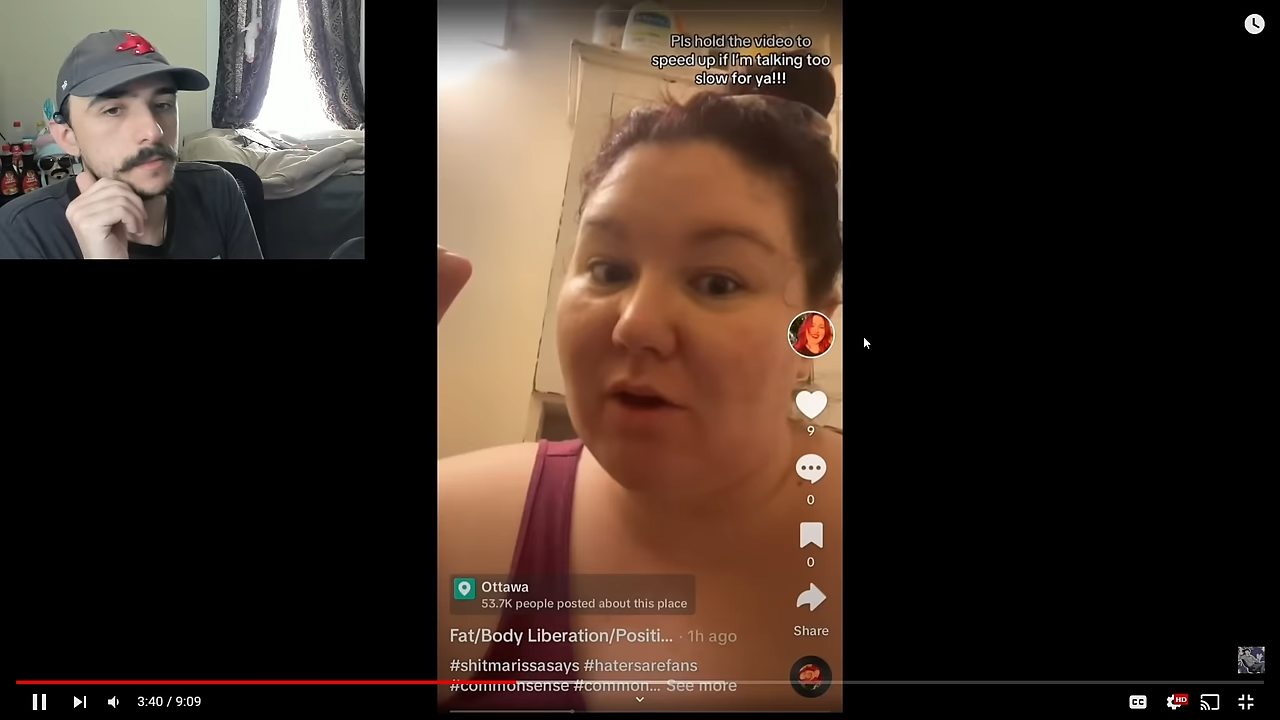 Pls hold the video to
speed up if I'm talking too
slow for ya!!!
9
0
0
Share
Ottawa
53.7K people posted about this place
Fat/Body Liberation/Positi... · 1h ago
#shitmarissasays #hatersarefans
#commonsense #common... See more
3:40 / 9:09
CC
HD